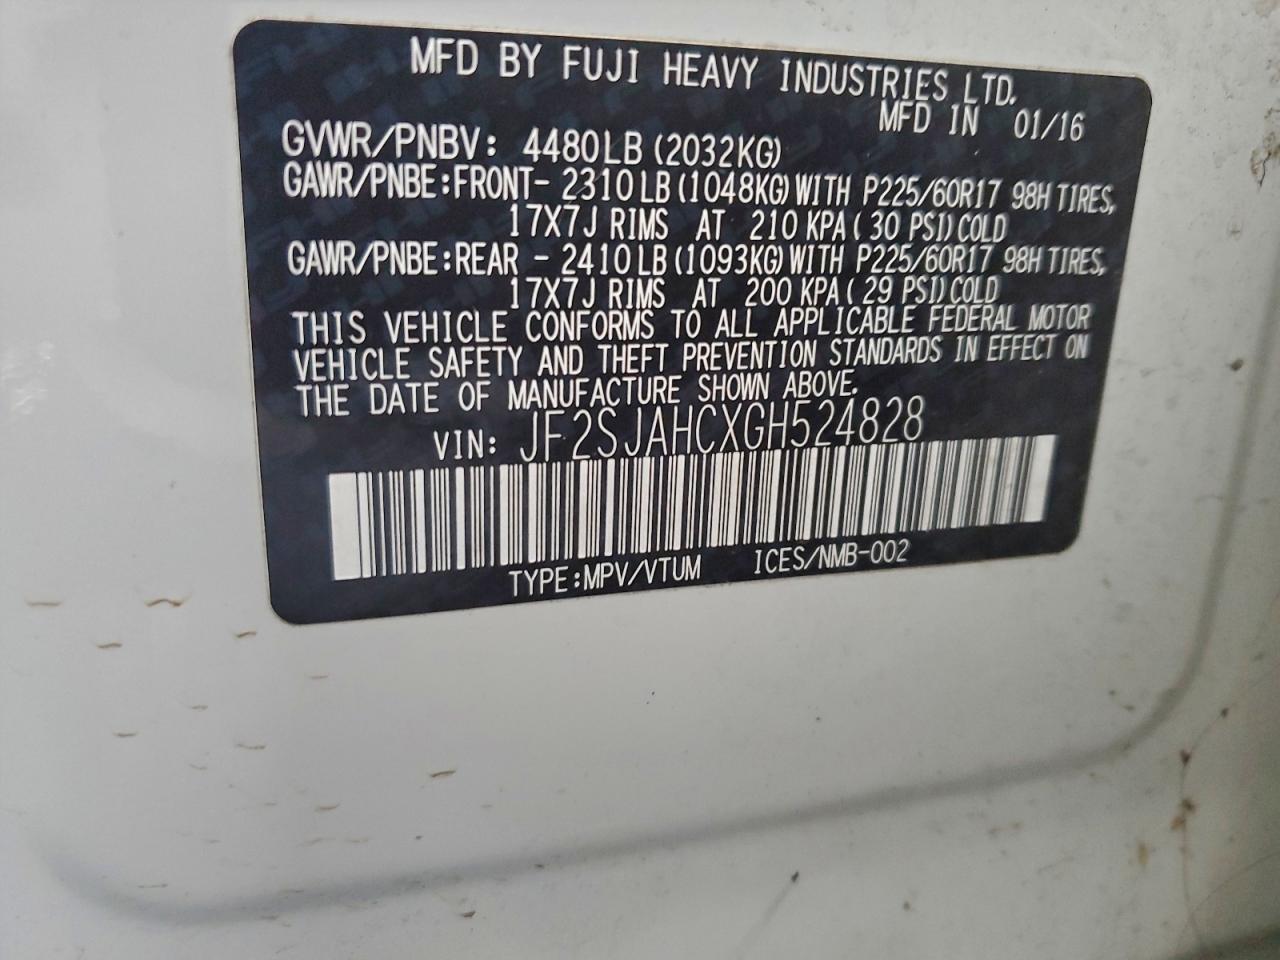 MFD BY FUJI HEAVY INDUSTRIES LTD.
MFD IN 01/16
GVWR/PNBV: 4480LB (2032KG)
GAWR/PNBE:FRONT- 2310LB (1048KG) WITH P225/60R17 98H TIRES,
17X7J RIMS AT 210 KPA ( 30 PSI) COLD
GAWR/PNBE:REAR - 2410LB (1093KG) WITH P225/60R17 98H TIRES,
17X7J RIMS AT 200 KPA ( 29 PSI) COLD
THIS VEHICLE CONFORMS TO ALL APPLICABLE FEDERAL MOTOR
VEHICLE SAFETY AND THEFT PREVENTION STANDARDS IN EFFECT ON
THE DATE OF MANUFACTURE SHOWN ABOVE.
VIN: JF2SJAHCXGH524828
TYPE:MPV/VTUM ICES/NMB-002